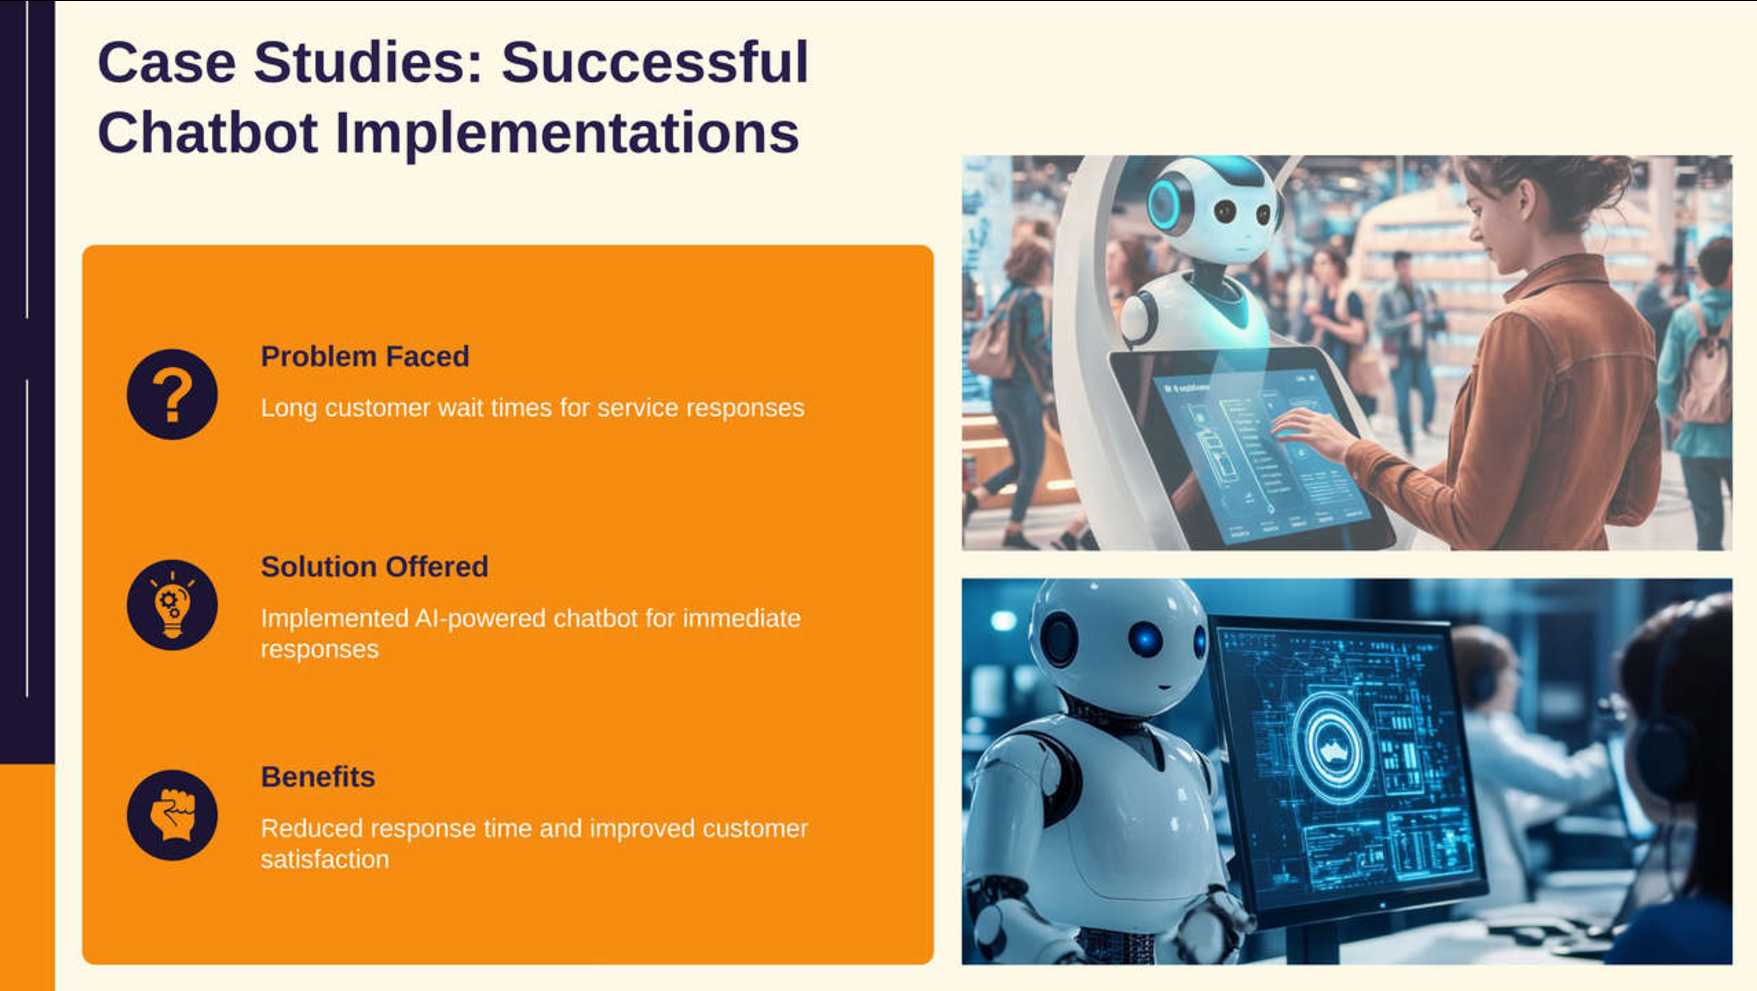 Case Studies: Successful
Chatbot Implementations
Problem Faced
Long customer wait times for service responses
Solution Offered
Implemented AI-powered chatbot for immediate
responses
Benefits
Reduced response time and improved customer
satisfaction